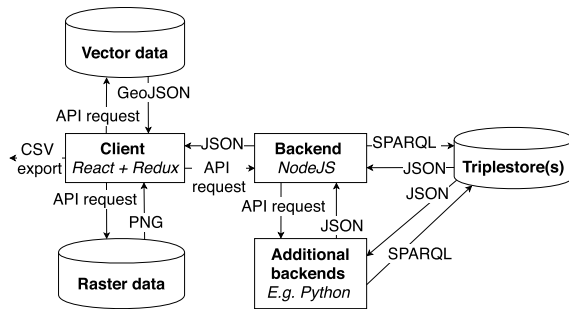 Vector data
GeoJSON
API request
CSV
export
Client
React + Redux
JSON
API
request
Backend
NodeJS
SPARQL
JSON
Triplestore(s)
API request
PNG
Raster data
API request
JSON
Additional
backends
E.g. Python
JSON
SPARQL